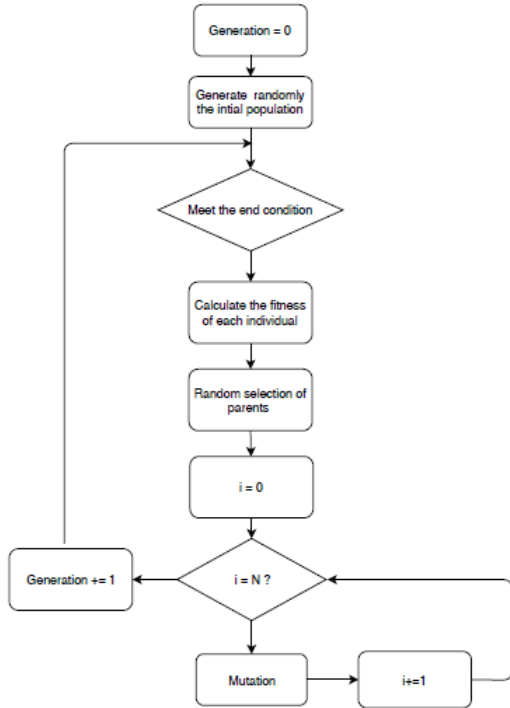 Generation = 0
Generate randomly
the intial population
Meet the end condition
Calculate the fitness
of each individual
Random selection of
parents
i = 0
Generation += 1
i = N ?
Mutation
i+=1